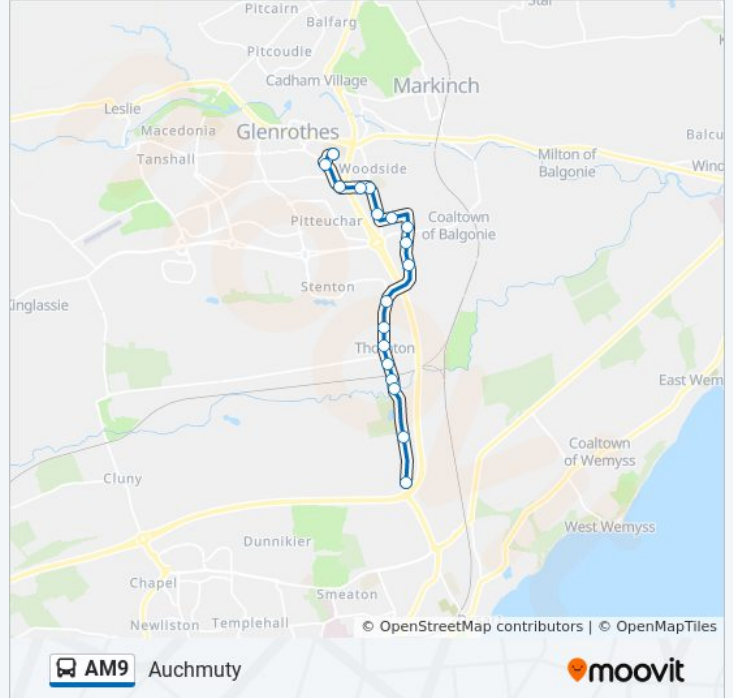 Star
Pitcairn
Balfarg
Pitcoudie
Cadham Village
Markinch
Leslie
Glenrothes
Macedonia
Balcu
Tanshall
Woodside
Milton of
Balgonie
Wind
Pitteuchar
Coaltown
of Balgonie
Stenton
Kinglassie
Thornton
East Wem
Coaltown
of Wemyss
Cluny
West Wemyss
Dunnikier
Chapel
Smeaton
Newliston
Templehall
© OpenStreetMap contributors | © OpenMapTiles
AM9 Auchmuty
moovit